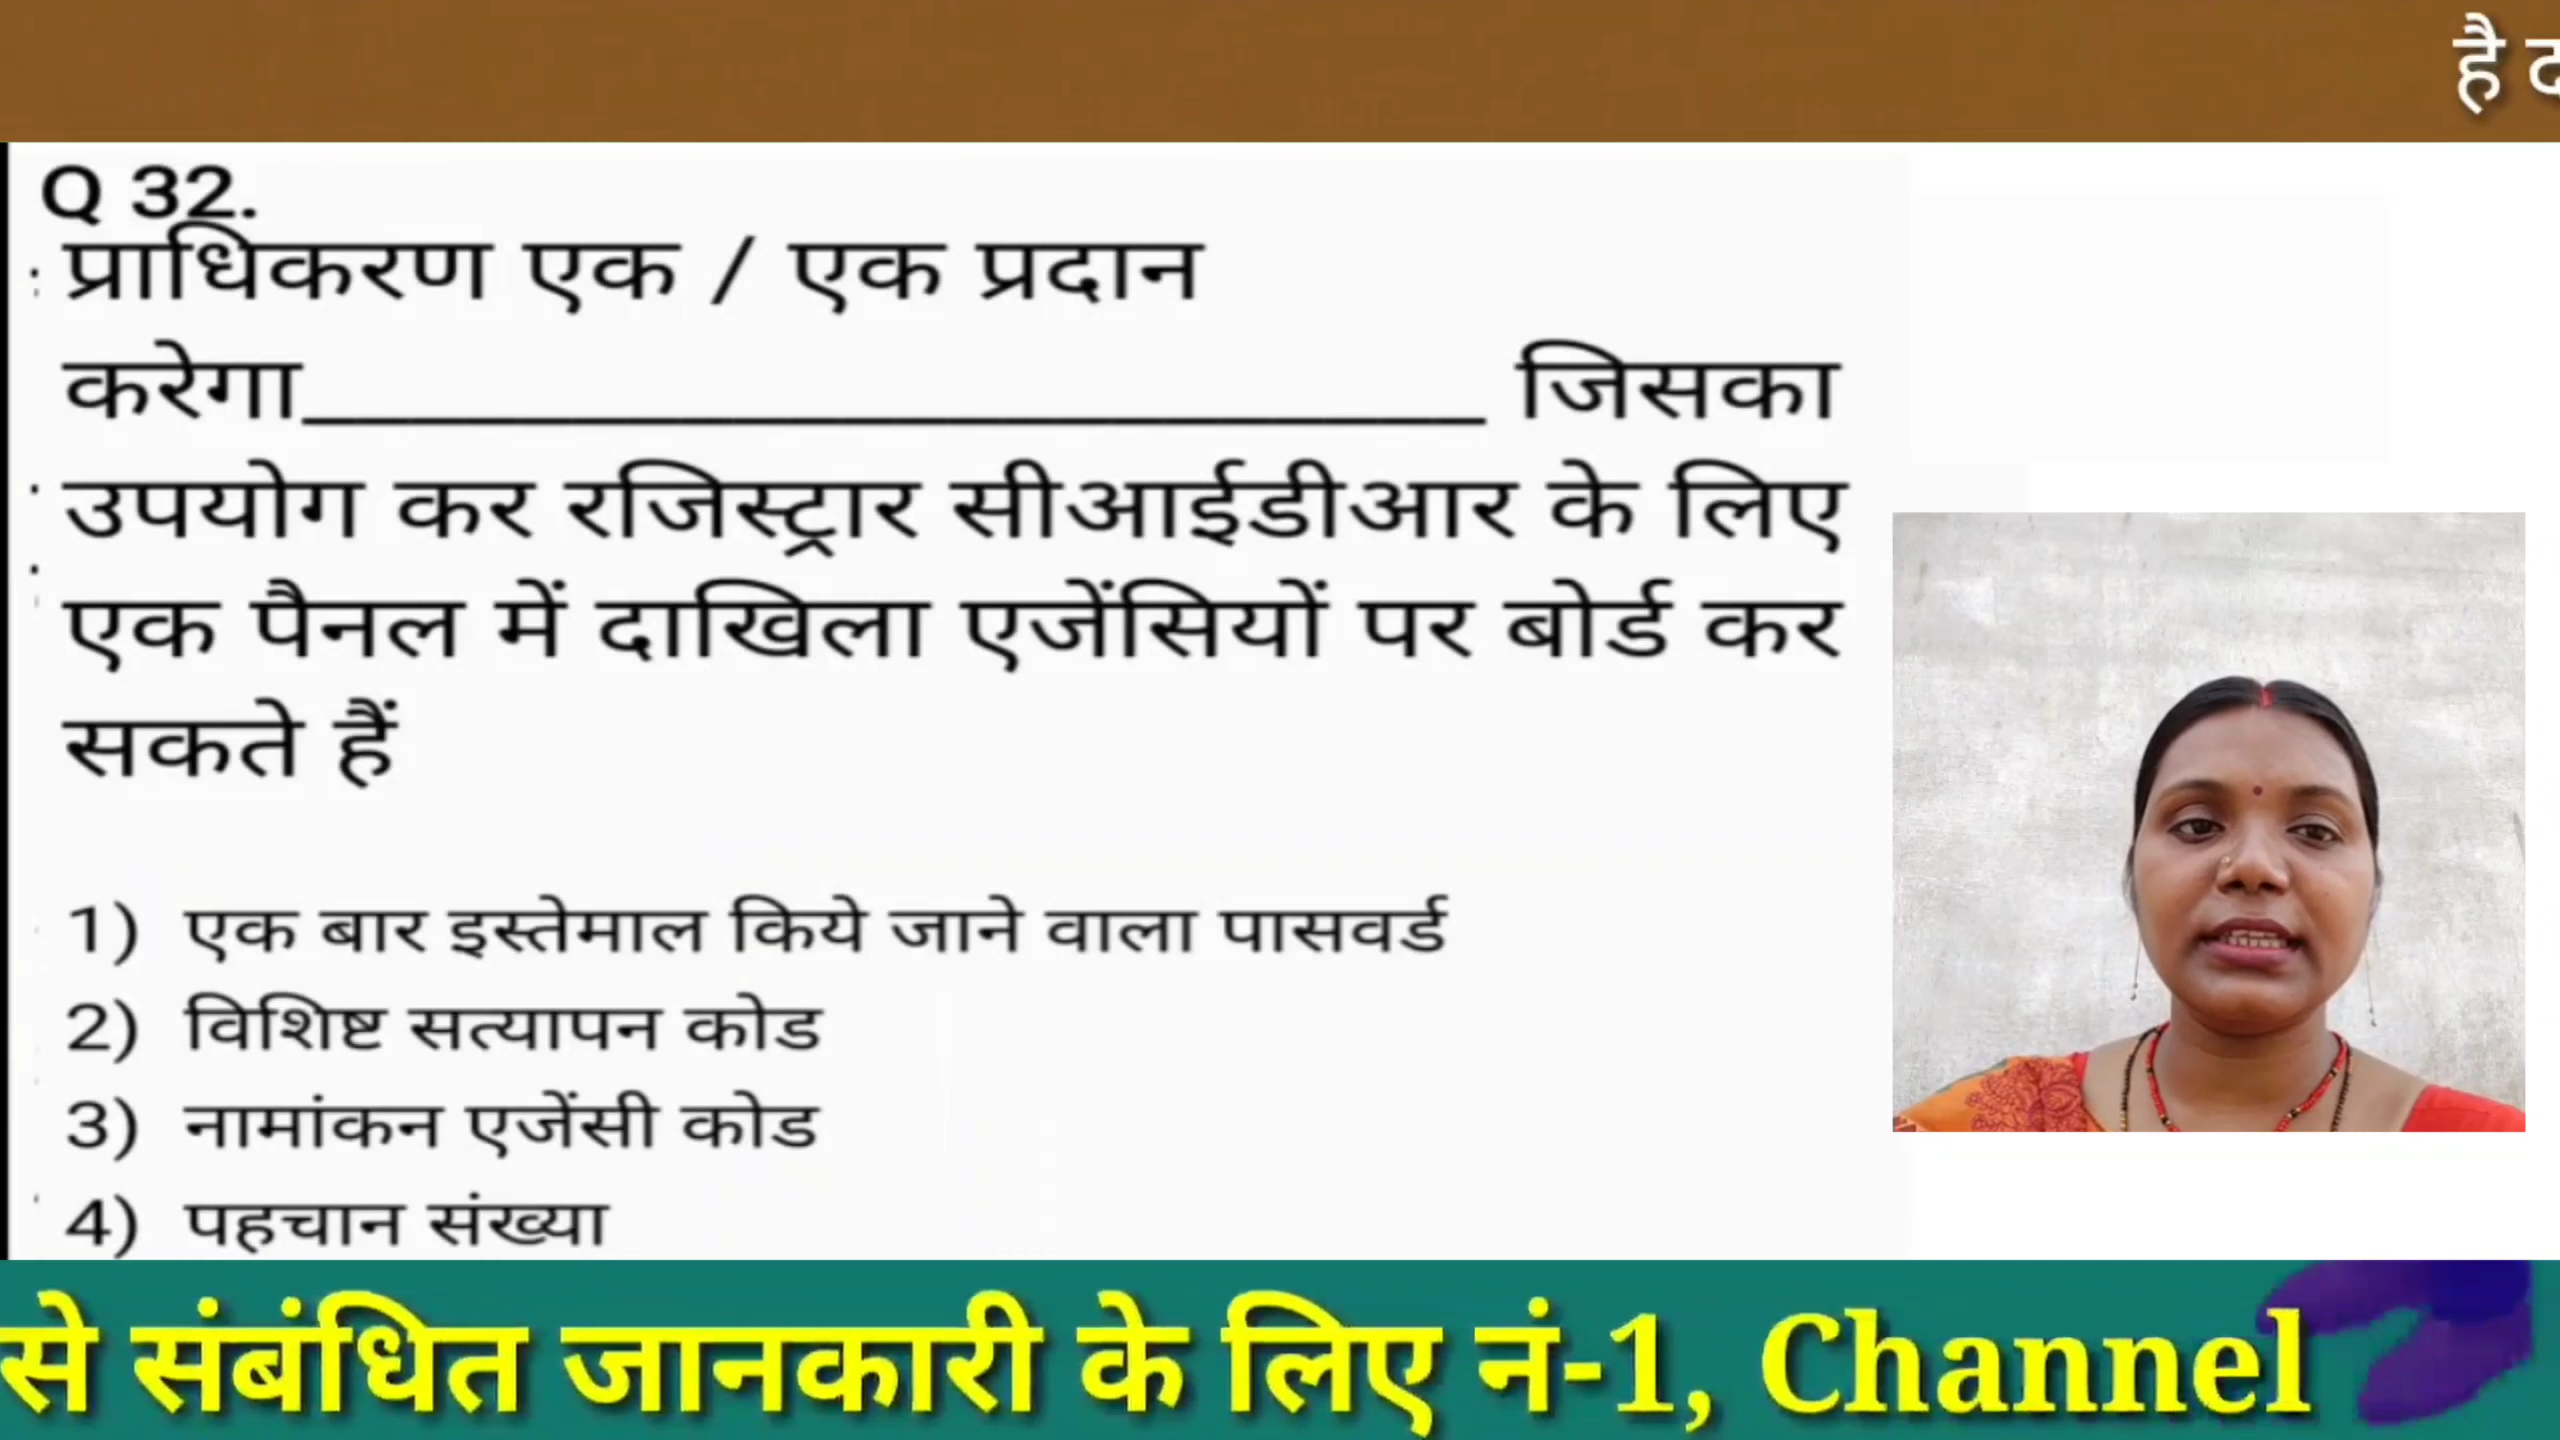 है
Q 32.
प्राधिकरण एक / एक प्रदान
करेगा______________________ जिसका
उपयोग कर रजिस्ट्रार सीआईडीआर के लिए
एक पैनल में दाखिला एजेंसियों पर बोर्ड कर
सकते हैं
1) एक बार इस्तेमाल किये जाने वाला पासवर्ड
2) विशिष्ट सत्यापन कोड
3) नामांकन एजेंसी कोड
4) पहचान संख्या
से संबंधित जानकारी के लिए नं-1, Channel